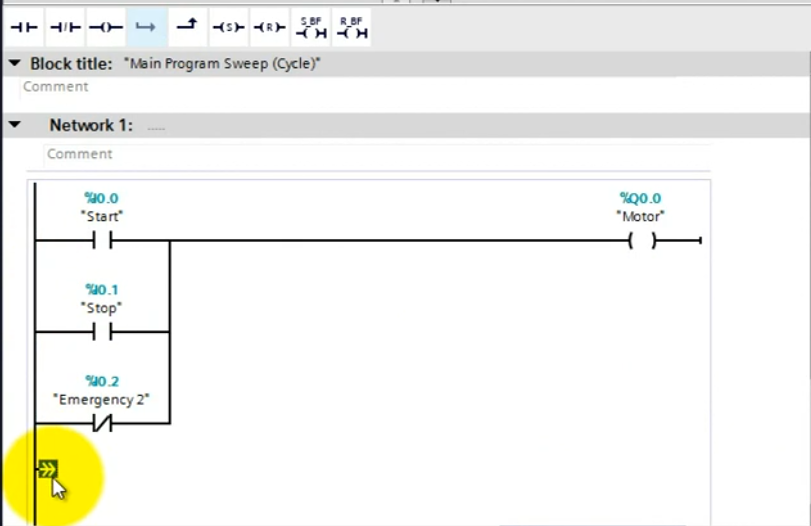 S_BF R_BF
(S) (R)
Block title: "Main Program Sweep (Cycle)"
Comment
Network 1: .....
Comment
%I0.0 %Q0.0
"Start" "Motor"
%I0.1
"Stop"
%I0.2
"Emergency 2"